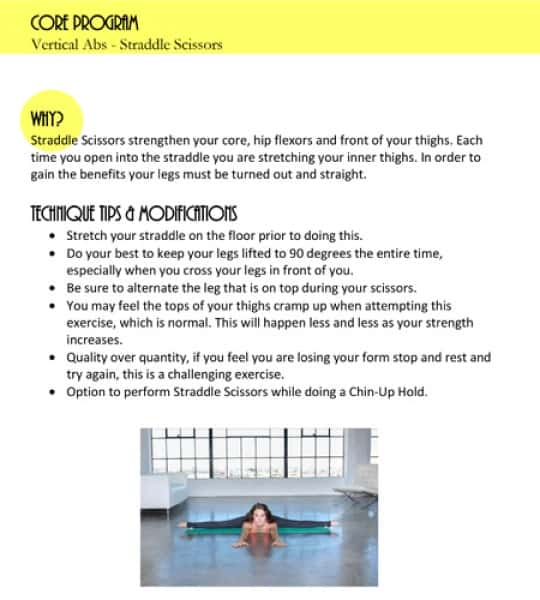 CORE PROGRAM
Vertical Abs - Straddle Scissors
WHY?
Straddle Scissors strengthen your core, hip flexors and front of your thighs. Each
time you open into the straddle you are stretching your inner thighs. In order to
gain the benefits your legs must be turned out and straight.
TECHNIQUE TIPS & MODIFICATIONS
• Stretch your straddle on the floor prior to doing this.
• Do your best to keep your legs lifted to 90 degrees the entire time,
especially when you cross your legs in front of you.
• Be sure to alternate the leg that is on top during your scissors.
• You may feel the tops of your thighs cramp up when attempting this
exercise, which is normal. This will happen less and less as your strength
increases.
• Quality over quantity, if you feel you are losing your form stop and rest and
try again, this is a challenging exercise.
• Option to perform Straddle Scissors while doing a Chin-Up Hold.